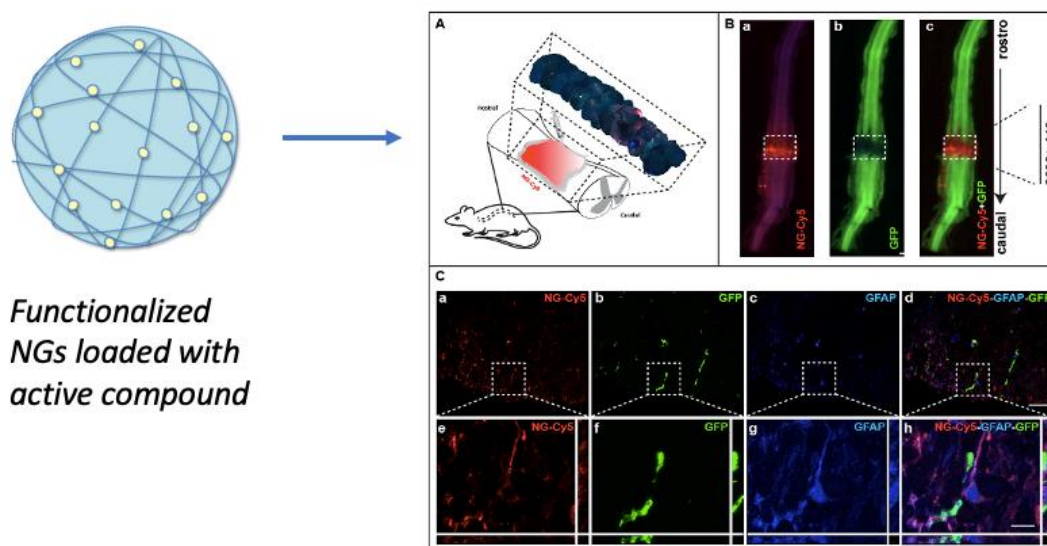 Functionalized
NGs loaded with
active compound
A
rostral
NG-Cy5
Caudal
B
a
b
c
NG-Cy5
GFP
NG-Cy5+GFP
rostro
caudal
C
a
NG-Cy5
b
GFP
c
GFAP
d
NG-Cy5-GFAP-GFP
e
NG-Cy5
f
GFP
g
GFAP
h
NG-Cy5-GFAP-GFP